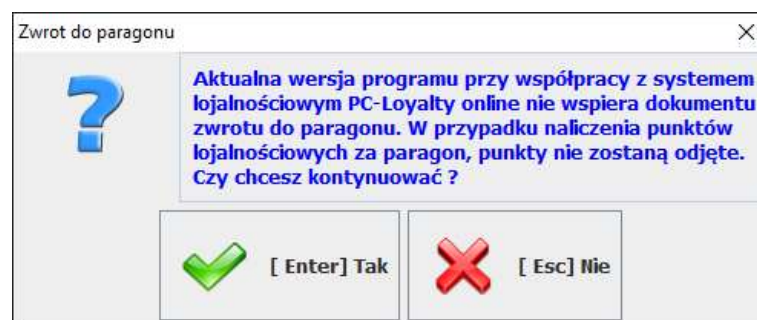 Zwrot do paragonu
Aktualna wersja programu przy współpracy z systemem
lojalnościowym PC-Loyalty online nie wspiera dokumentu
zwrotu do paragonu. W przypadku naliczenia punktów
lojalnościowych za paragon, punkty nie zostaną odjęte.
Czy chcesz kontynuować ?
[ Enter] Tak
[ Esc] Nie